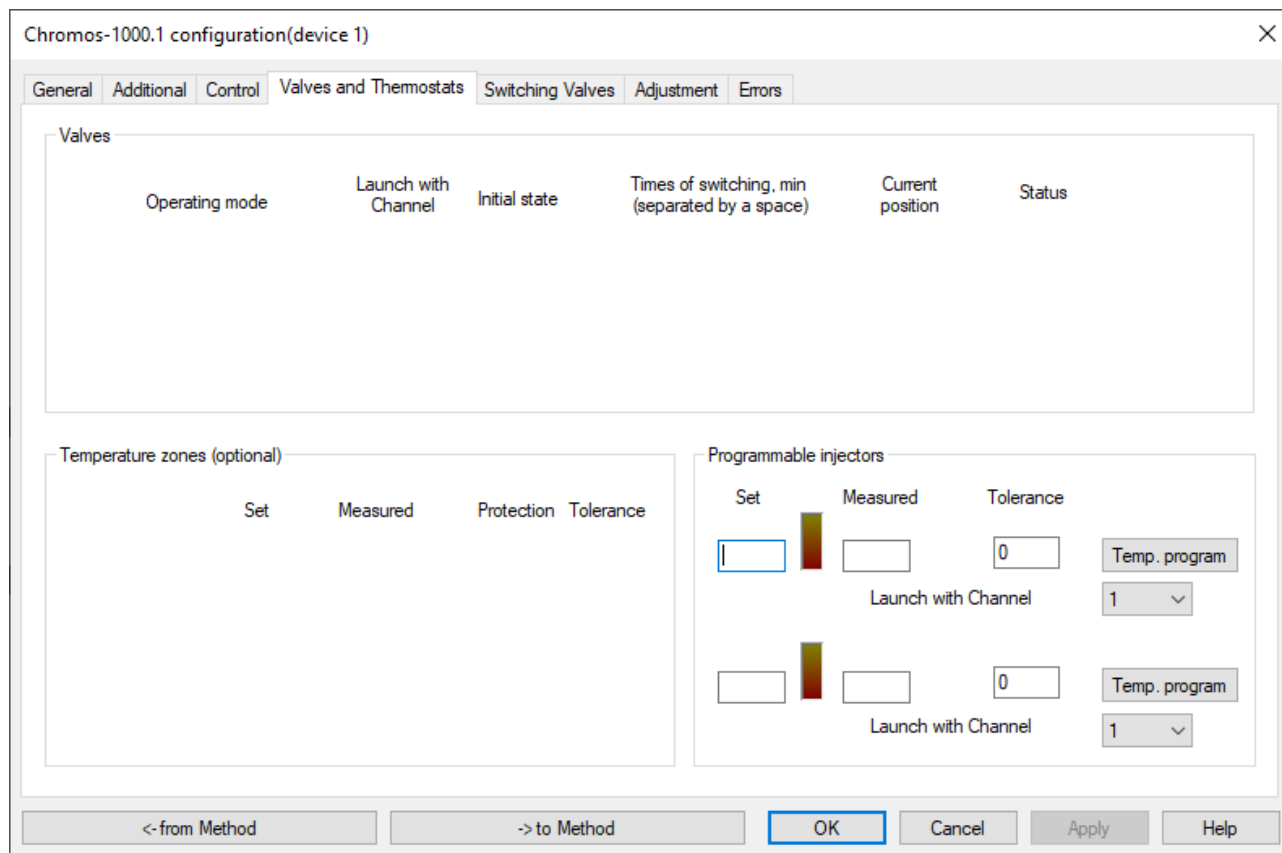 Chromos-1000.1 configuration(device 1)
General Additional Control Valves and Thermostats Switching Valves Adjustment Errors
Valves
Operating mode
Launch with
Channel
Initial state
Times of switching, min
(separated by a space)
Current
position
Status
Temperature zones (optional)
Set Measured Protection Tolerance
Programmable injectors
Set Measured Tolerance
0 Temp. program
Launch with Channel 1
0 Temp. program
Launch with Channel 1
<-from Method -> to Method OK Cancel Apply Help